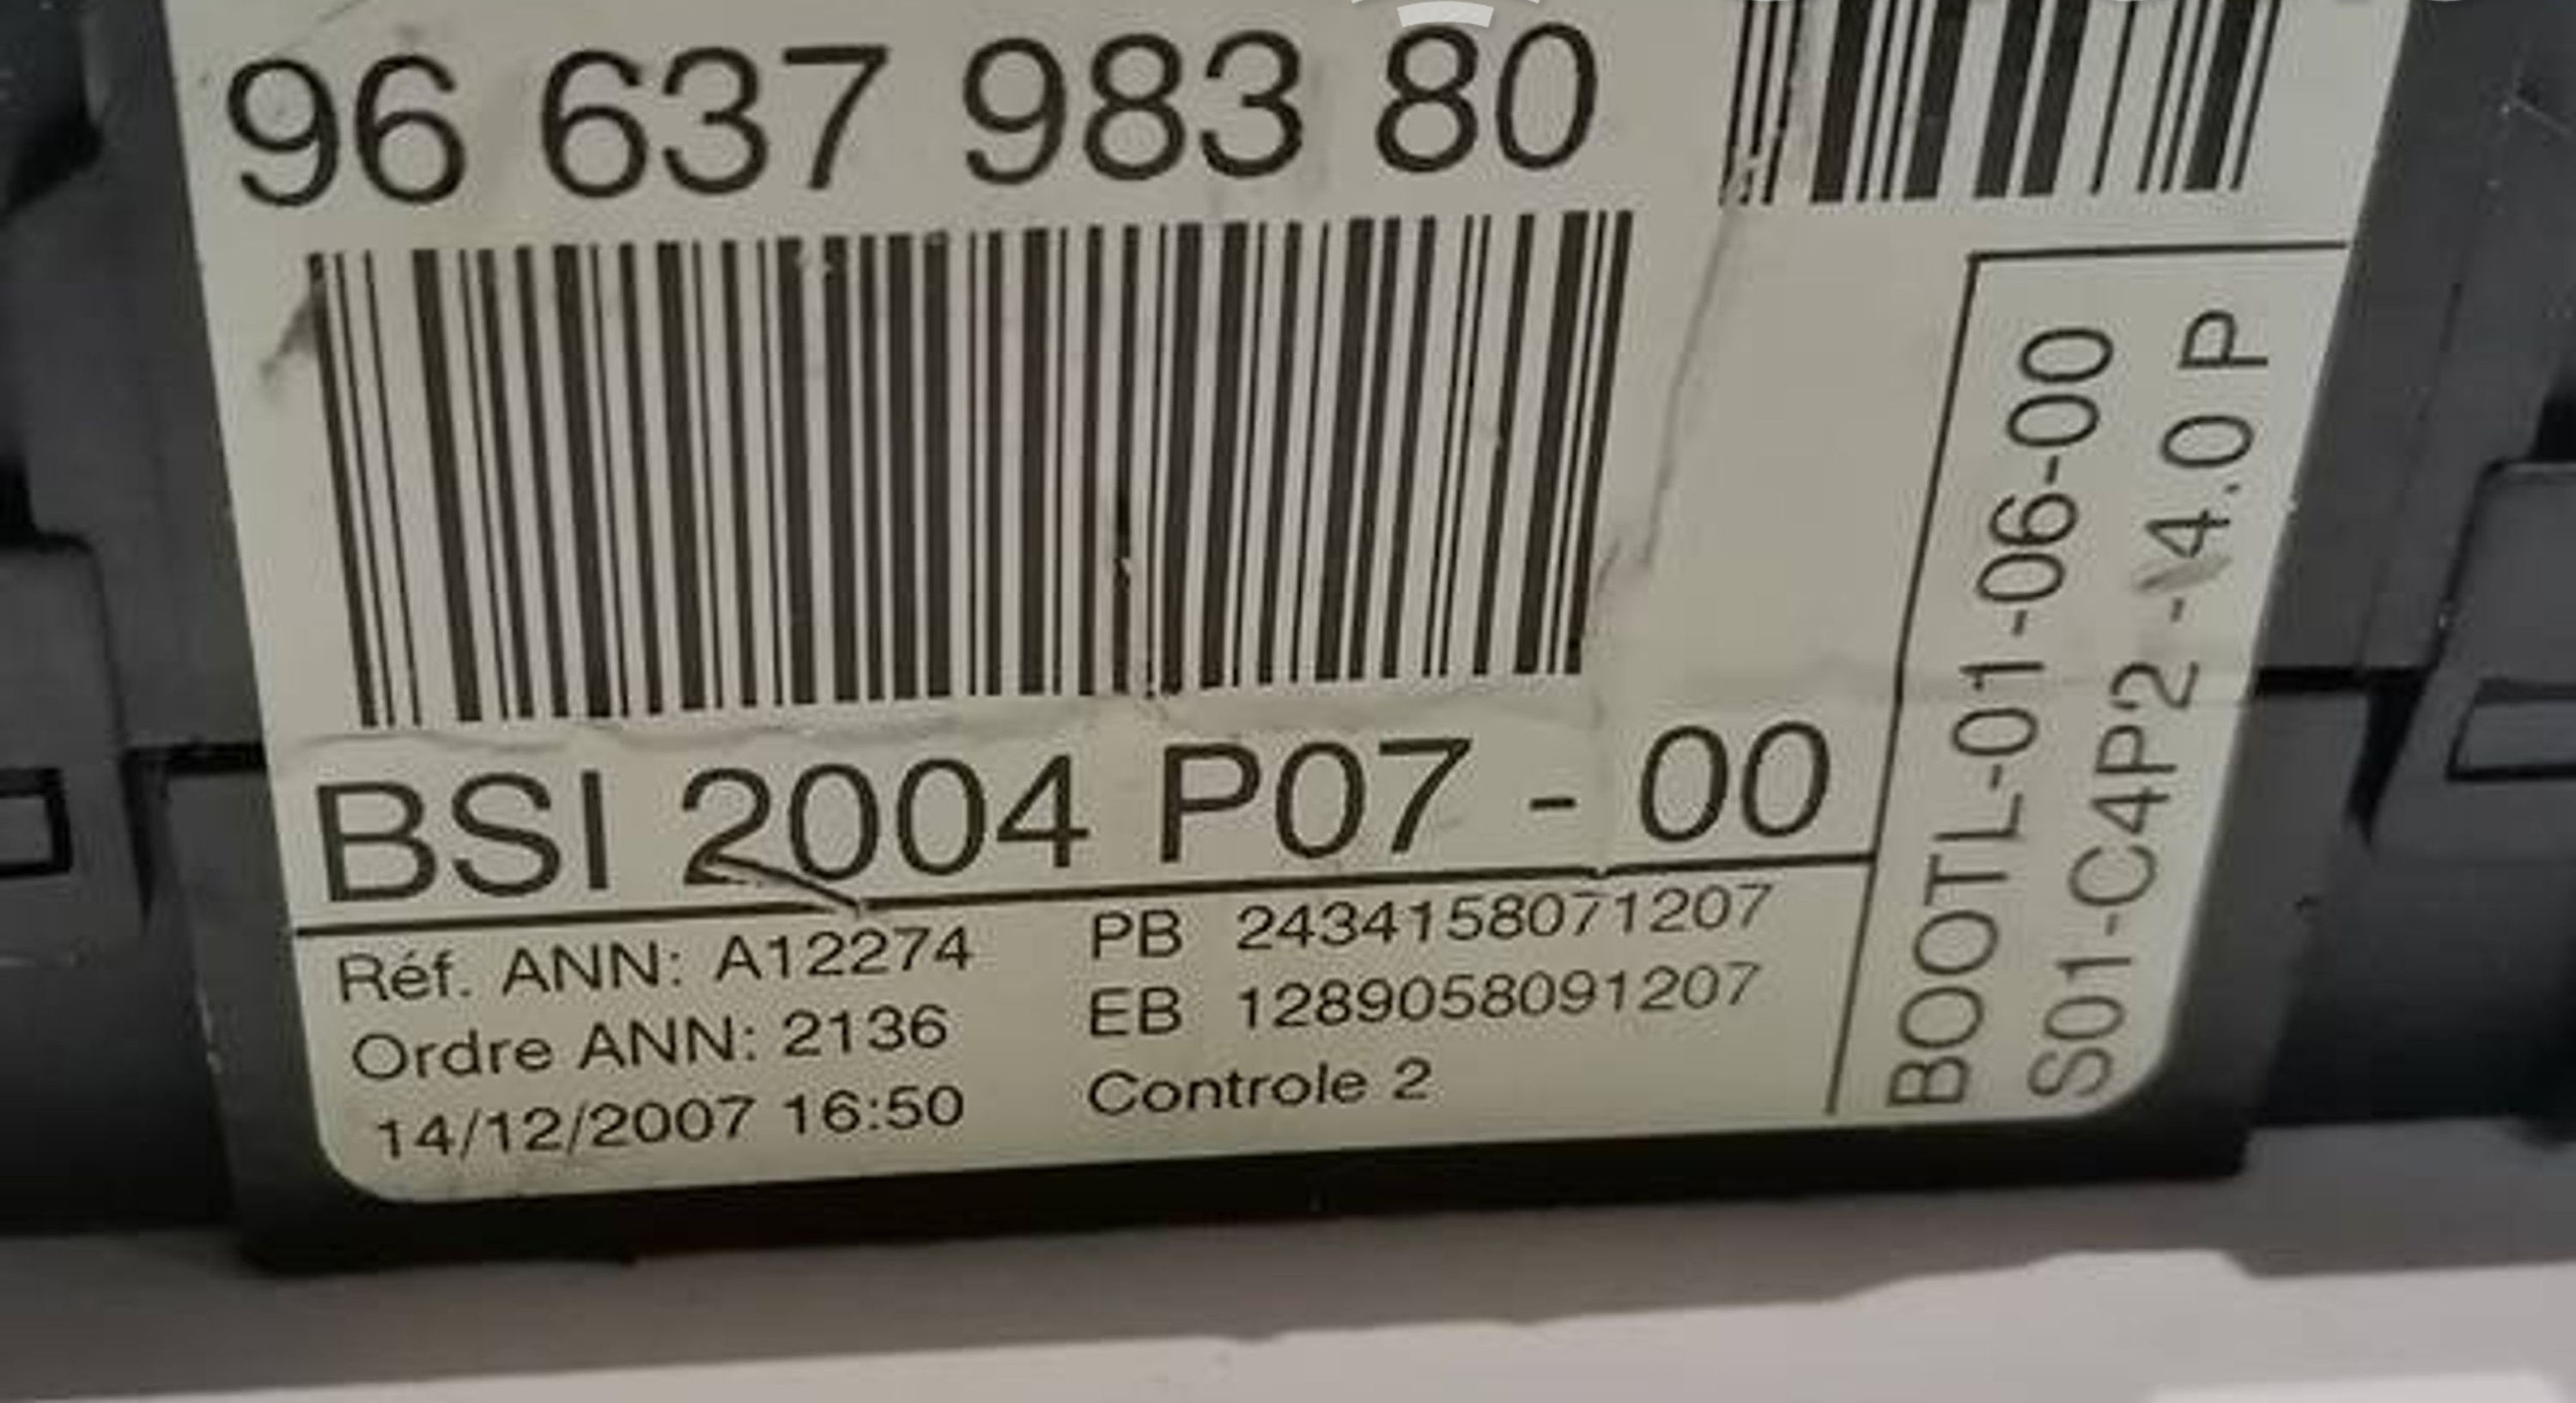 96 637 983 80
BSI 2004 P07 - 00
Réf. ANN: A12274
Ordre ANN: 2136
14/12/2007 16:50
PB 2434158071207
EB 1289058091207
Controle 2
BOOTL-01-06-00
S01-C4P2 -4.0 P